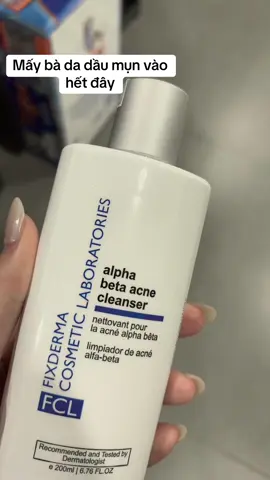 Mấy bà da dầu mụn vào
hết đây
alpha
beta acne
cleanser
nettovant pour
la acné alpha bêta
limpiador de acné
alfa-beta
FIXDERMA
COSMETIC LABORATORIES
FCL
Recommended and Tested by
Dermatologist
e 200ml | 6.76 FL.OZ